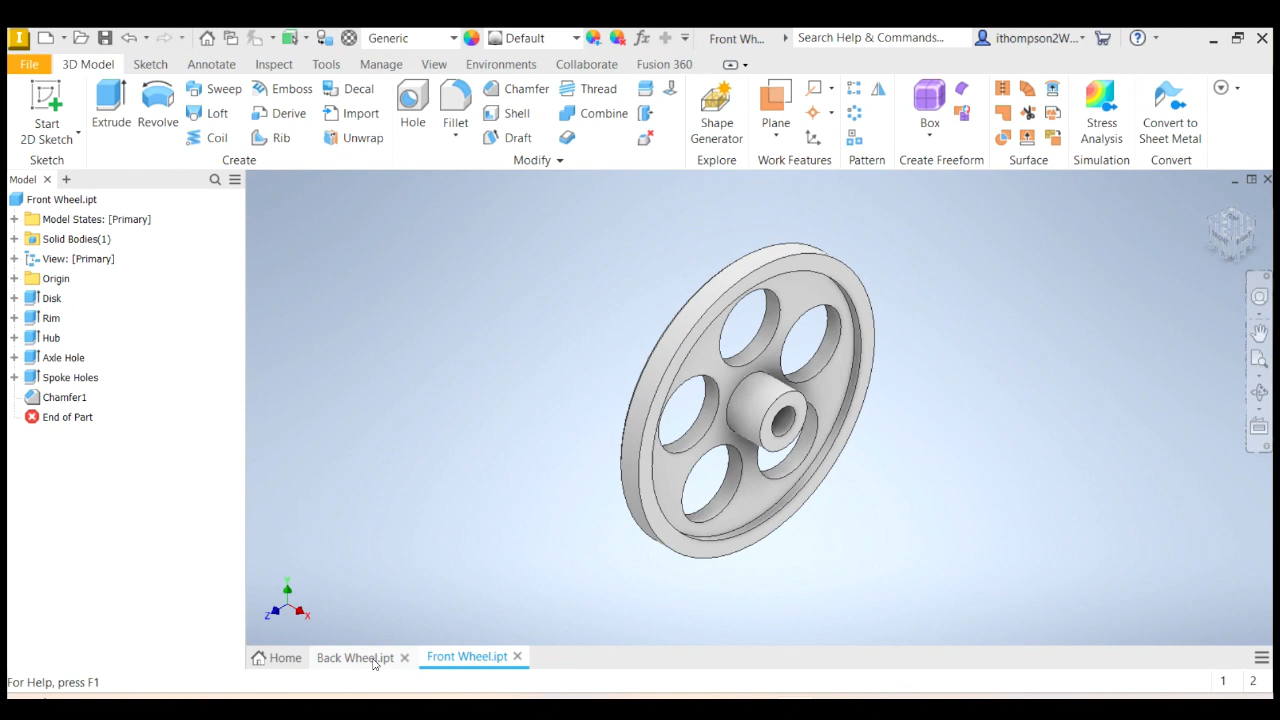 I Generic Default fx Front Wh... Search Help & Commands... ithompson2W... ?
File 3D Model Sketch Annotate Inspect Tools Manage View Environments Collaborate Fusion 360
Start 2D Sketch Extrude Revolve Sweep Emboss Decal Hole Fillet Chamfer Thread Shape Generator Plane Box Stress Analysis Convert to Sheet Metal
Loft Derive Import Shell Combine
Coil Rib Unwrap Draft
Sketch Create Modify Explore Work Features Pattern Create Freeform Surface Simulation Convert
Model × +
Front Wheel.ipt
Model States: [Primary]
Solid Bodies(1)
View: [Primary]
Origin
Disk
Rim
Hub
Axle Hole
Spoke Holes
Chamfer1
End of Part
Y
Z X
Home Back Wheel.ipt Front Wheel.ipt
For Help, press F1 1 2